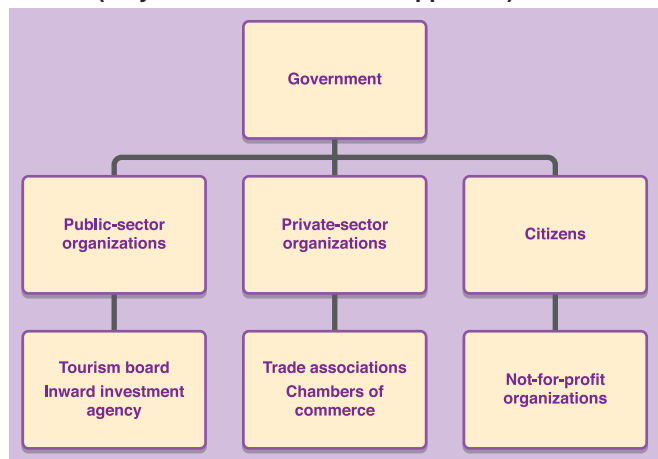 Government
Public-sector
organizations
Private-sector
organizations
Citizens
Tourism board
Inward investment
agency
Trade associations
Chambers of
commerce
Not-for-profit
organizations